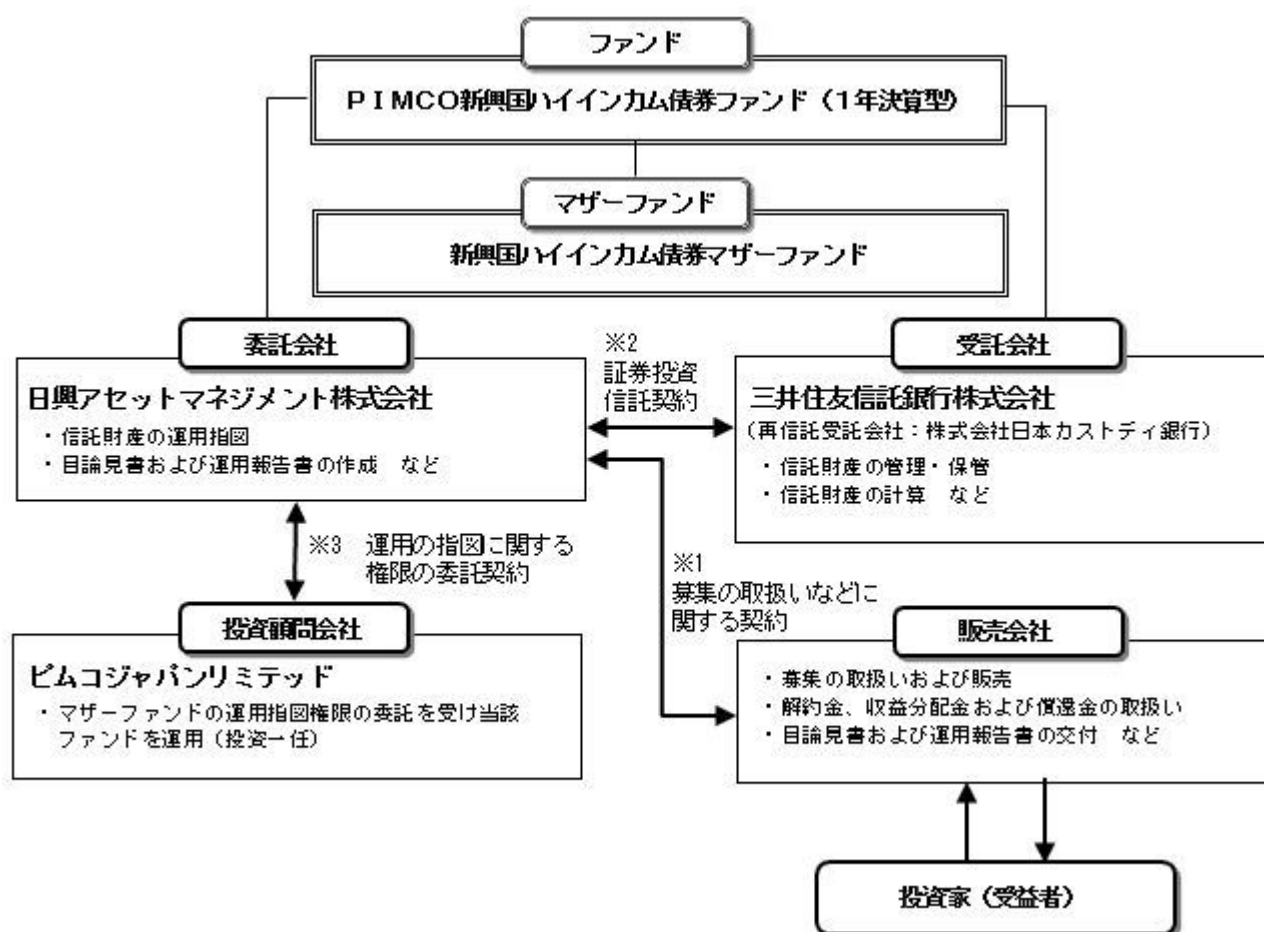 ファンド
PIMCO新興国ハイインカム債券ファンド（1年決算型）
マザーファンド
新興国ハイインカム債券マザーファンド
委託会社
日興アセットマネジメント株式会社
・信託財産の運用指図
・目論見書および運用報告書の作成　など
※2
証券投資
信託契約
受託会社
三井住友信託銀行株式会社
（再信託受託会社：株式会社日本カストディ銀行）
・信託財産の管理・保管
・信託財産の計算　など
※3　運用の指図に関する
権限の委託契約
※1
募集の取扱いなどに
関する契約
投資顧問会社
ピムコジャパンリミテッド
・マザーファンドの運用指図権限の委託を受け当該
ファンドを運用（投資一任）
販売会社
・募集の取扱いおよび販売
・解約金、収益分配金および償還金の取扱い
・目論見書および運用報告書の交付　など
投資家（受益者）